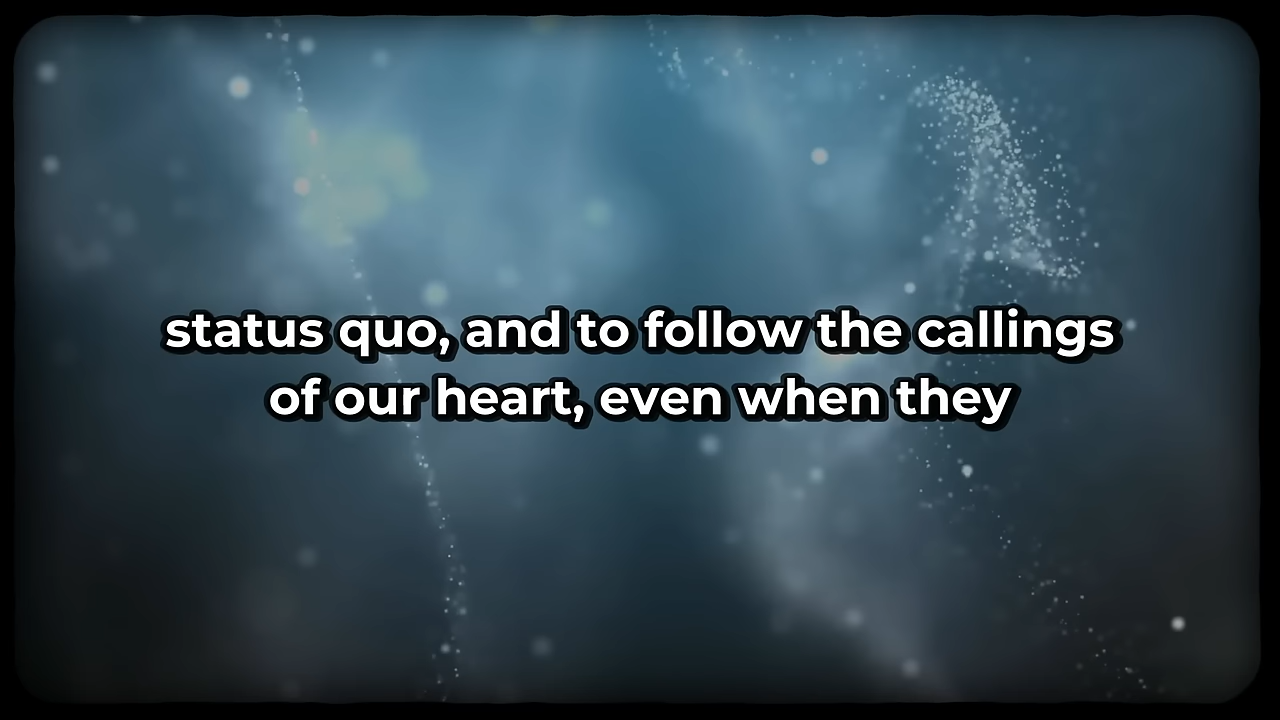 status quo, and to follow the callings
of our heart, even when they